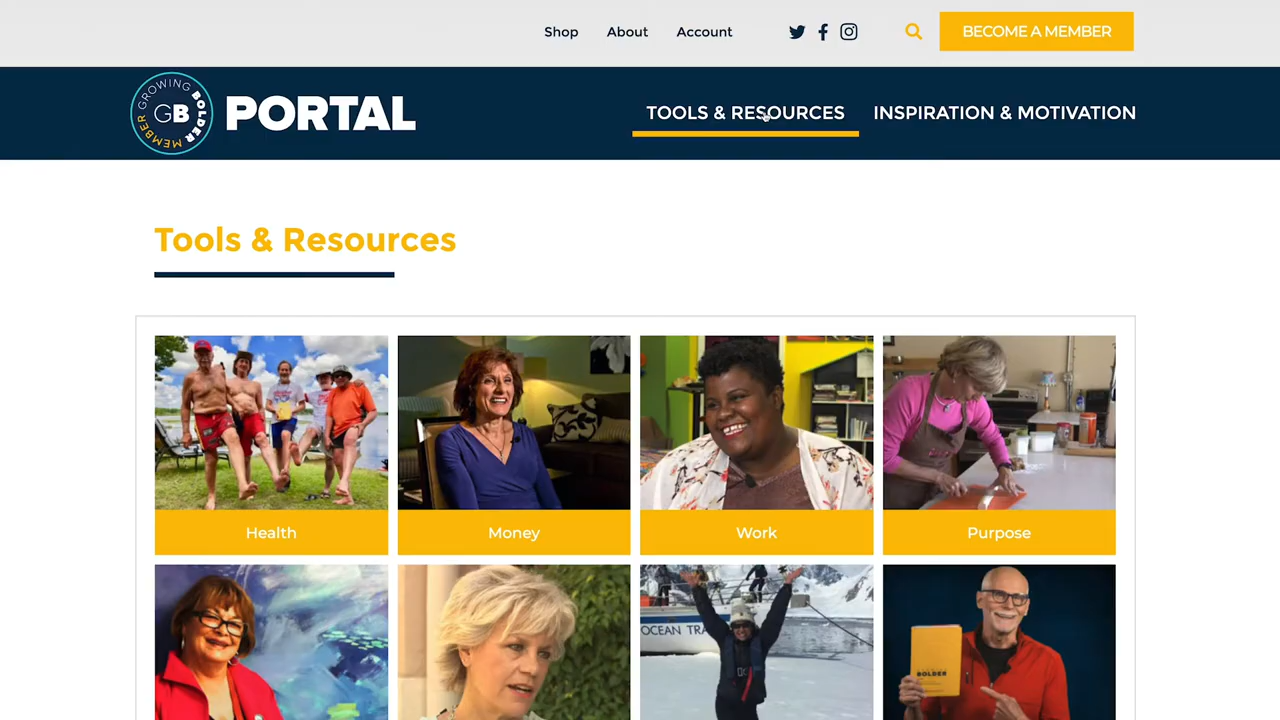 Shop About Account
BECOME A MEMBER
GROWING BOLDER
GB
MEMBER
PORTAL
TOOLS & RESOURCES INSPIRATION & MOTIVATION
Tools & Resources
Health Money Work Purpose
OCEAN TRA
BOLDER